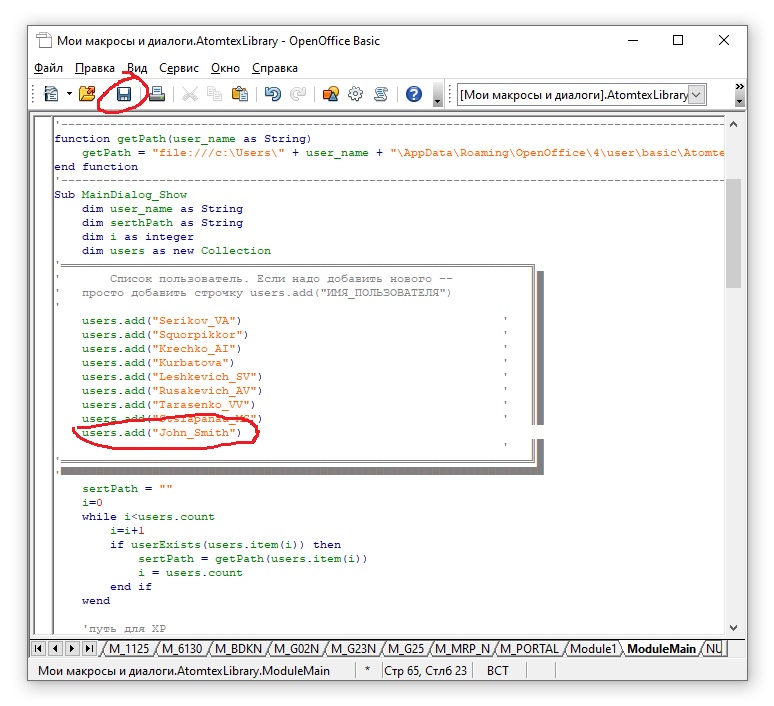 Мои макросы и диалоги.AtomtexLibrary - OpenOffice Basic
Файл Правка Вид Сервис Окно Справка
[Мои макросы и диалоги].AtomtexLibrary
'-----------------------------------------------------------------------------------------------
function getPath(user_name as String)
getPath = "file:///c:\Users\" + user_name + "\AppData\Roaming\OpenOffice\4\user\basic\Atomte
end function
'-----------------------------------------------------------------------------------------------
Sub MainDialog_Show
dim user_name as String
dim serthPath as String
dim i as integer
dim users as new Collection
' Список пользователь. Если надо добавить нового --
' просто добавить строчку users.add("ИМЯ_ПОЛЬЗОВАТЕЛЯ")
'
users.add("Serikov_VA") '
users.add("Squorpikkor") '
users.add("Krechko_AI") '
users.add("Kurbatova") '
users.add("Leshkevich_SV") '
users.add("Rusakevich_AV") '
users.add("Tarasenko_VV") '
users.add(") '
users.add("John_Smith")
'
sertPath = ""
i=0
while i<users.count
i=i+1
if userExists(users.item(i)) then
sertPath = getPath(users.item(i))
i = users.count
end if
wend
'путь для XP
M_1125 M_6130 M_BDKN M_G02N M_G23N M_G25 M_MRP_N M_PORTAL Module1 ModuleMain NU
Мои макросы и диалоги.AtomtexLibrary.ModuleMain * Стр 65, Стлб 23 ВСТ